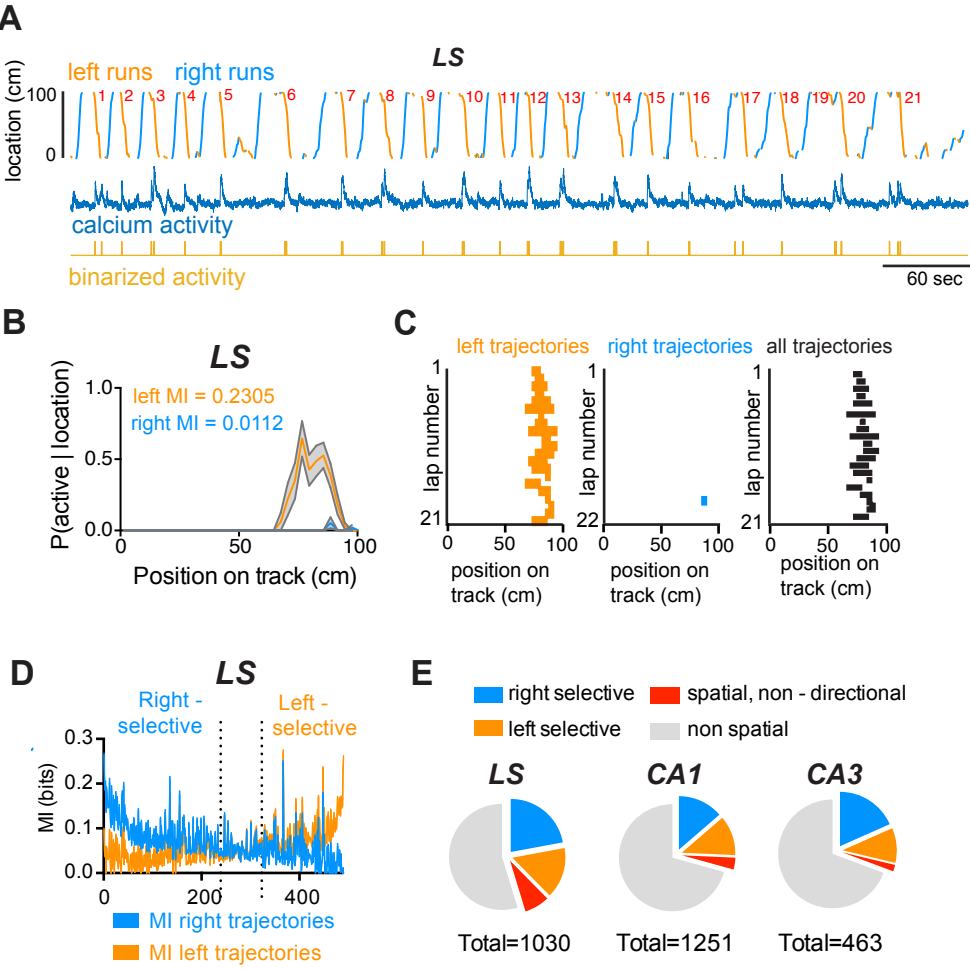 A
LS
left runs right runs
location (cm)
100
0
1 2 3 4 5 6 7 8 9 10 11 12 13 14 15 16 17 18 19 20 21
calcium activity
binarized activity
60 sec
B
LS
left MI = 0.2305
right MI = 0.0112
P(active | location)
1.0
0.5
0.0
0 50 100
Position on track (cm)
C
left trajectories right trajectories all trajectories
lap number
1
21
0 50 100
position on
track (cm)
lap number
1
22
0 50 100
position on
track (cm)
lap number
1
21
0 50 100
position on
track (cm)
D
LS
Right -
selective
Left -
selective
MI (bits)
0.3
0.2
0.1
0.0
0 200 400
MI right trajectories
MI left trajectories
E
right selective spatial, non - directional
left selective non spatial
LS CA1 CA3
Total=1030 Total=1251 Total=463